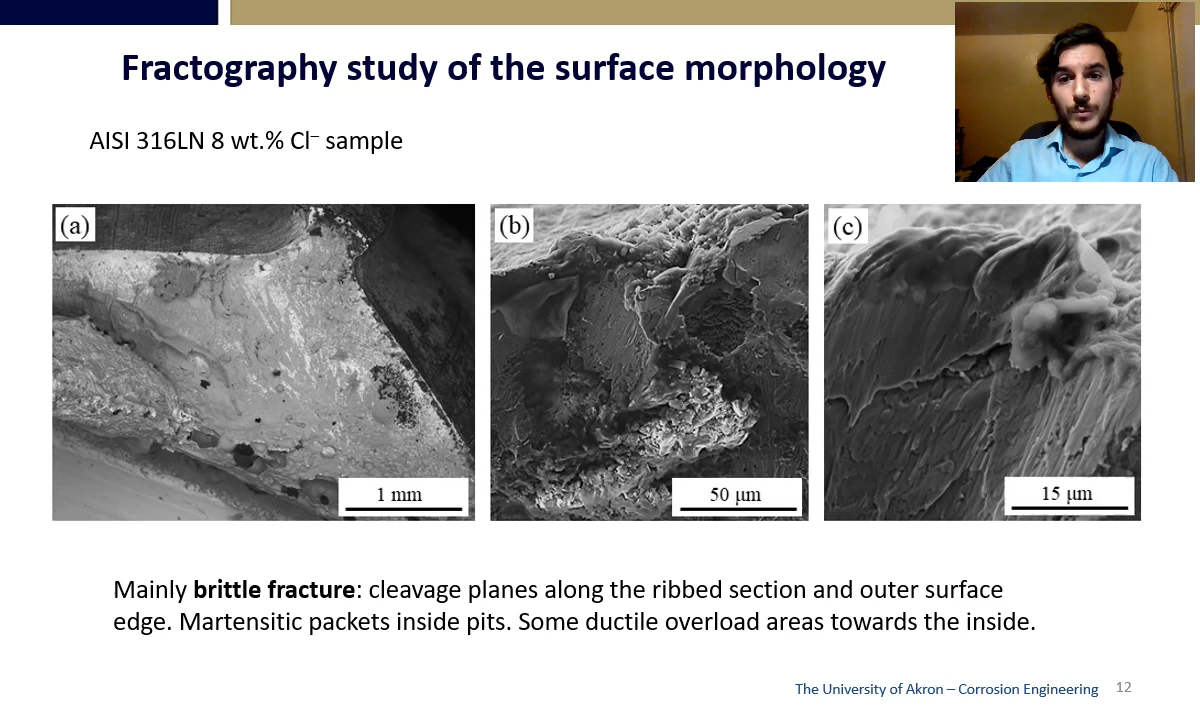 Fractography study of the surface morphology
AISI 316LN 8 wt.% Cl⁻ sample
(a)
(b)
(c)
1 mm
50 μm
15 μm
Mainly brittle fracture: cleavage planes along the ribbed section and outer surface
edge. Martensitic packets inside pits. Some ductile overload areas towards the inside.
The University of Akron – Corrosion Engineering
12